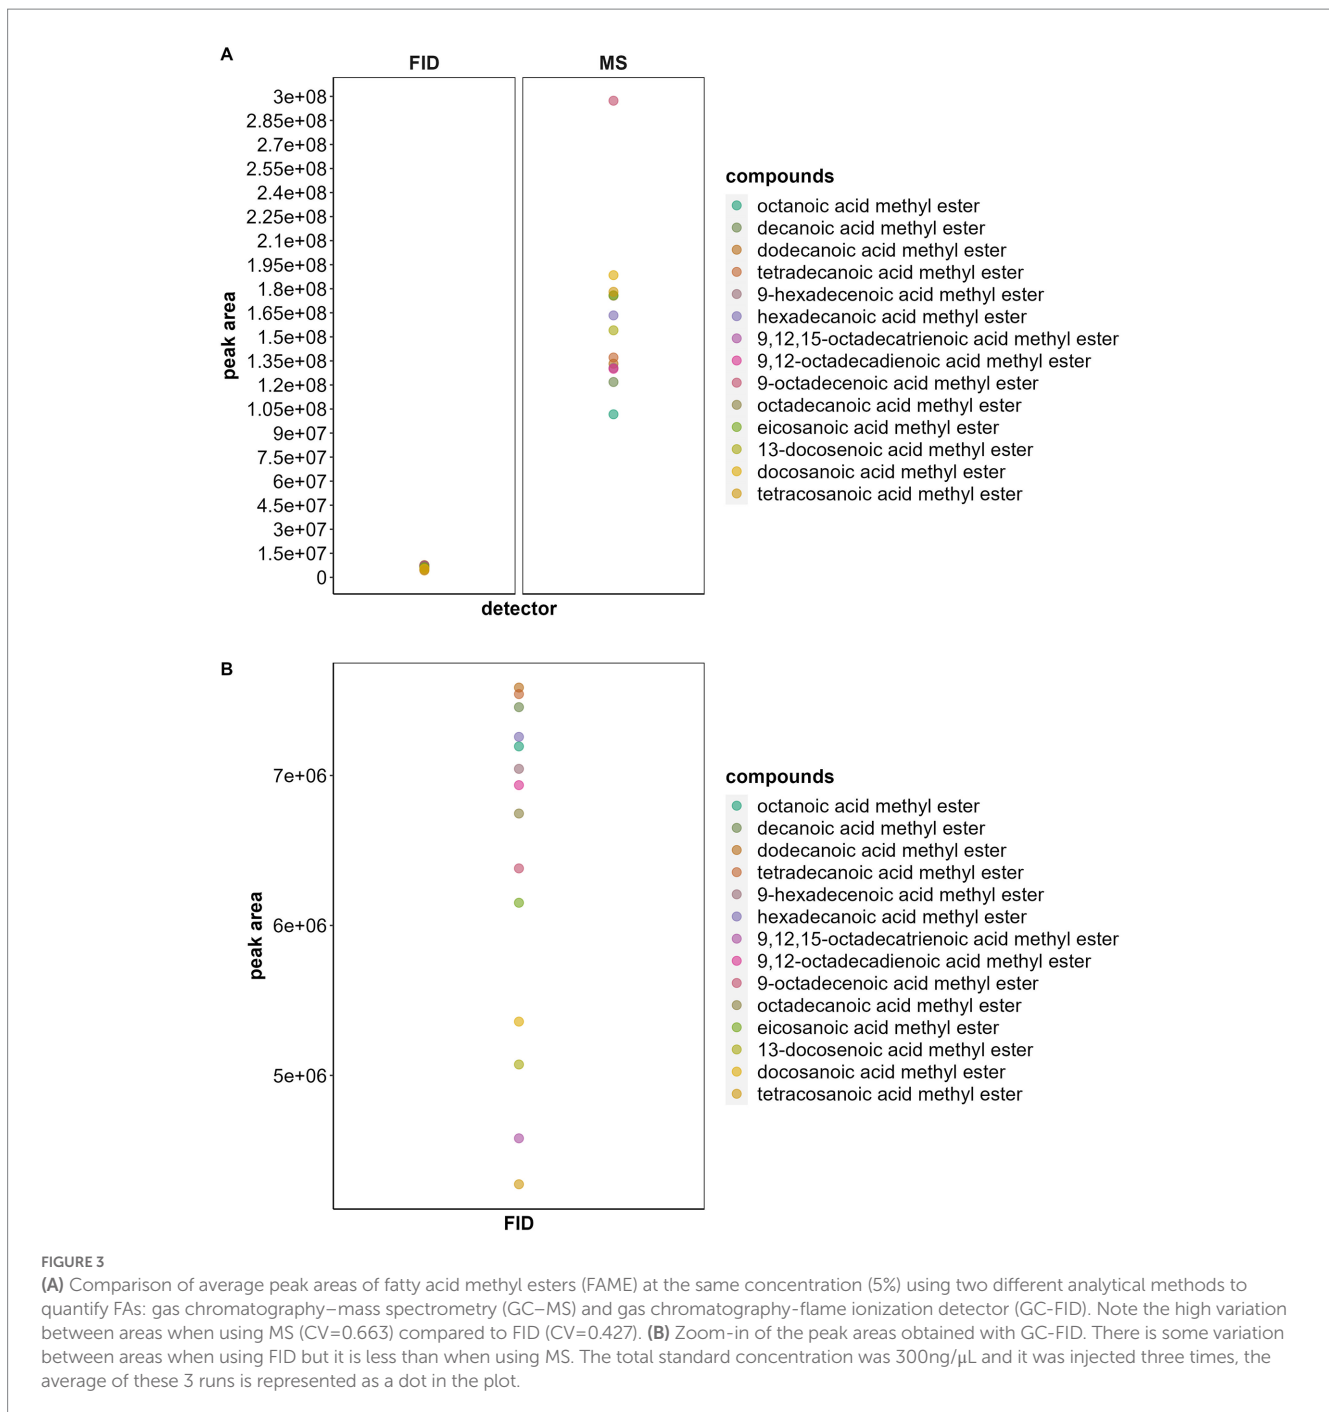 A
FID MS
3e+08
2.85e+08
2.7e+08
2.55e+08
2.4e+08
2.25e+08
2.1e+08
1.95e+08
1.8e+08
1.65e+08
1.5e+08
1.35e+08
1.2e+08
1.05e+08
9e+07
7.5e+07
6e+07
4.5e+07
3e+07
1.5e+07
0
peak area
detector
compounds
octanoic acid methyl ester
decanoic acid methyl ester
dodecanoic acid methyl ester
tetradecanoic acid methyl ester
9-hexadecenoic acid methyl ester
hexadecanoic acid methyl ester
9,12,15-octadecatrienoic acid methyl ester
9,12-octadecadienoic acid methyl ester
9-octadecenoic acid methyl ester
octadecanoic acid methyl ester
eicosanoic acid methyl ester
13-docosenoic acid methyl ester
docosanoic acid methyl ester
tetracosanoic acid methyl ester
B
7e+06
6e+06
5e+06
peak area
FID
compounds
octanoic acid methyl ester
decanoic acid methyl ester
dodecanoic acid methyl ester
tetradecanoic acid methyl ester
9-hexadecenoic acid methyl ester
hexadecanoic acid methyl ester
9,12,15-octadecatrienoic acid methyl ester
9,12-octadecadienoic acid methyl ester
9-octadecenoic acid methyl ester
octadecanoic acid methyl ester
eicosanoic acid methyl ester
13-docosenoic acid methyl ester
docosanoic acid methyl ester
tetracosanoic acid methyl ester
FIGURE 3
(A) Comparison of average peak areas of fatty acid methyl esters (FAME) at the same concentration (5%) using two different analytical methods to
quantify FAs: gas chromatography–mass spectrometry (GC–MS) and gas chromatography-flame ionization detector (GC-FID). Note the high variation
between areas when using MS (CV=0.663) compared to FID (CV=0.427). (B) Zoom-in of the peak areas obtained with GC-FID. There is some variation
between areas when using FID but it is less than when using MS. The total standard concentration was 300ng/μL and it was injected three times, the
average of these 3 runs is represented as a dot in the plot.